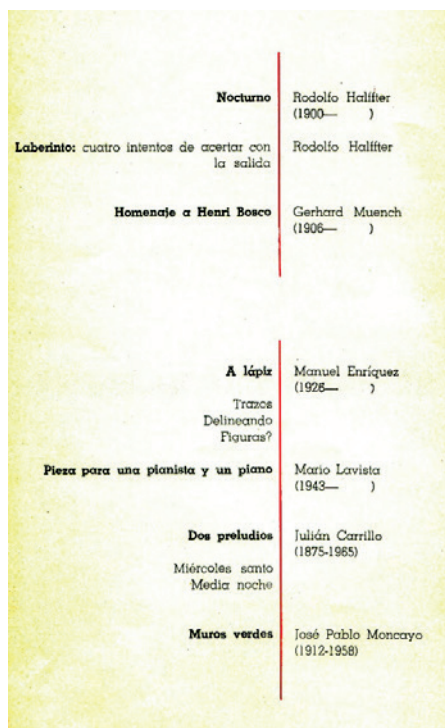 Nocturno Rodolfo Halffter
(1900— )
Laberinto: cuatro intentos de acertar con Rodolfo Halffter
la salida
Homenaje a Henri Bosco Gerhard Muench
(1906— )
A lápiz Manuel Enríquez
(1926— )
Trazos
Delineando
Figuras?
Pieza para una pianista y un piano Mario Lavista
(1943— )
Dos preludios Julián Carrillo
(1875-1965)
Miércoles santo
Media noche
Muros verdes José Pablo Moncayo
(1912-1958)